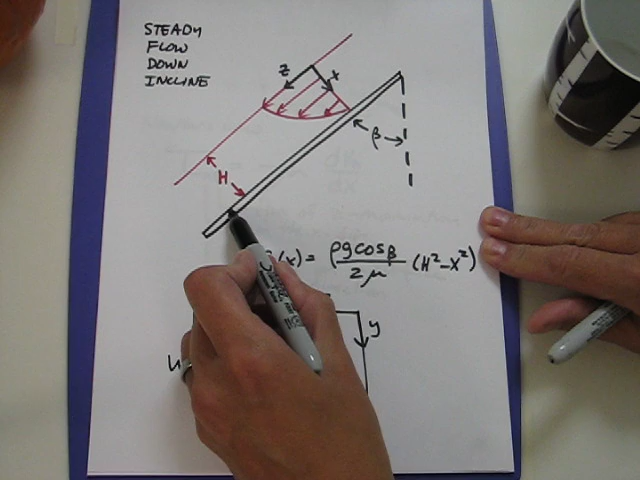 STEADY
FLOW
DOWN
INCLINE
z
x
β
H
(x) = ρg cosβ / 2μ (H²-x²)
y